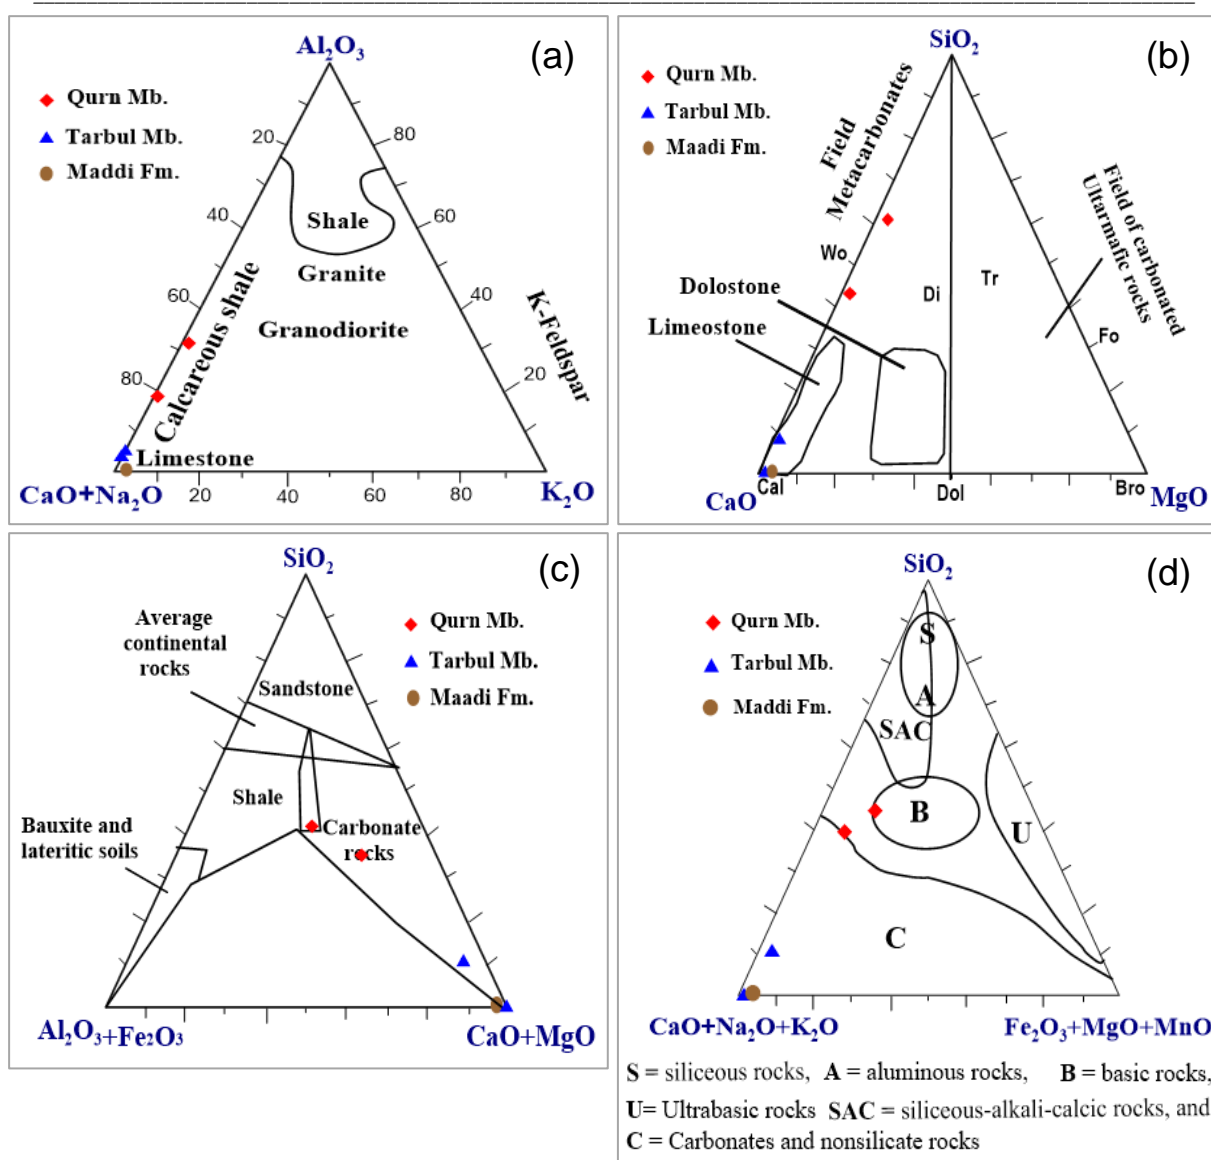 (a)
Al₂O₃
Qurn Mb.
Tarbul Mb.
Maddi Fm.
20
80
Shale
40
60
Granite
Calcareous shale
60
40
Granodiorite
K-Feldspar
80
20
Limestone
CaO+Na₂O
20
40
60
80
K₂O
(b)
SiO₂
Qurn Mb.
Tarbul Mb.
Maadi Fm.
Field
Metacarbonates
Field of carbonated
Ultarmafic rocks
Wo
Tr
Dolostone
Di
Limeostone
Fo
CaO
Cal
Dol
Bro
MgO
(c)
SiO₂
Average
continental
rocks
Qurn Mb.
Tarbul Mb.
Maadi Fm.
Sandstone
Shale
Bauxite and
lateritic soils
Carbonate
rocks
Al₂O₃+Fe₂O₃
CaO+MgO
(d)
SiO₂
Qurn Mb.
Tarbul Mb.
Maddi Fm.
S
A
SAC
B
U
C
CaO+Na₂O+K₂O
Fe₂O₃+MgO+MnO
S = siliceous rocks, A = aluminous rocks, B = basic rocks,
U= Ultrabasic rocks SAC = siliceous-alkali-calcic rocks, and
C = Carbonates and nonsilicate rocks